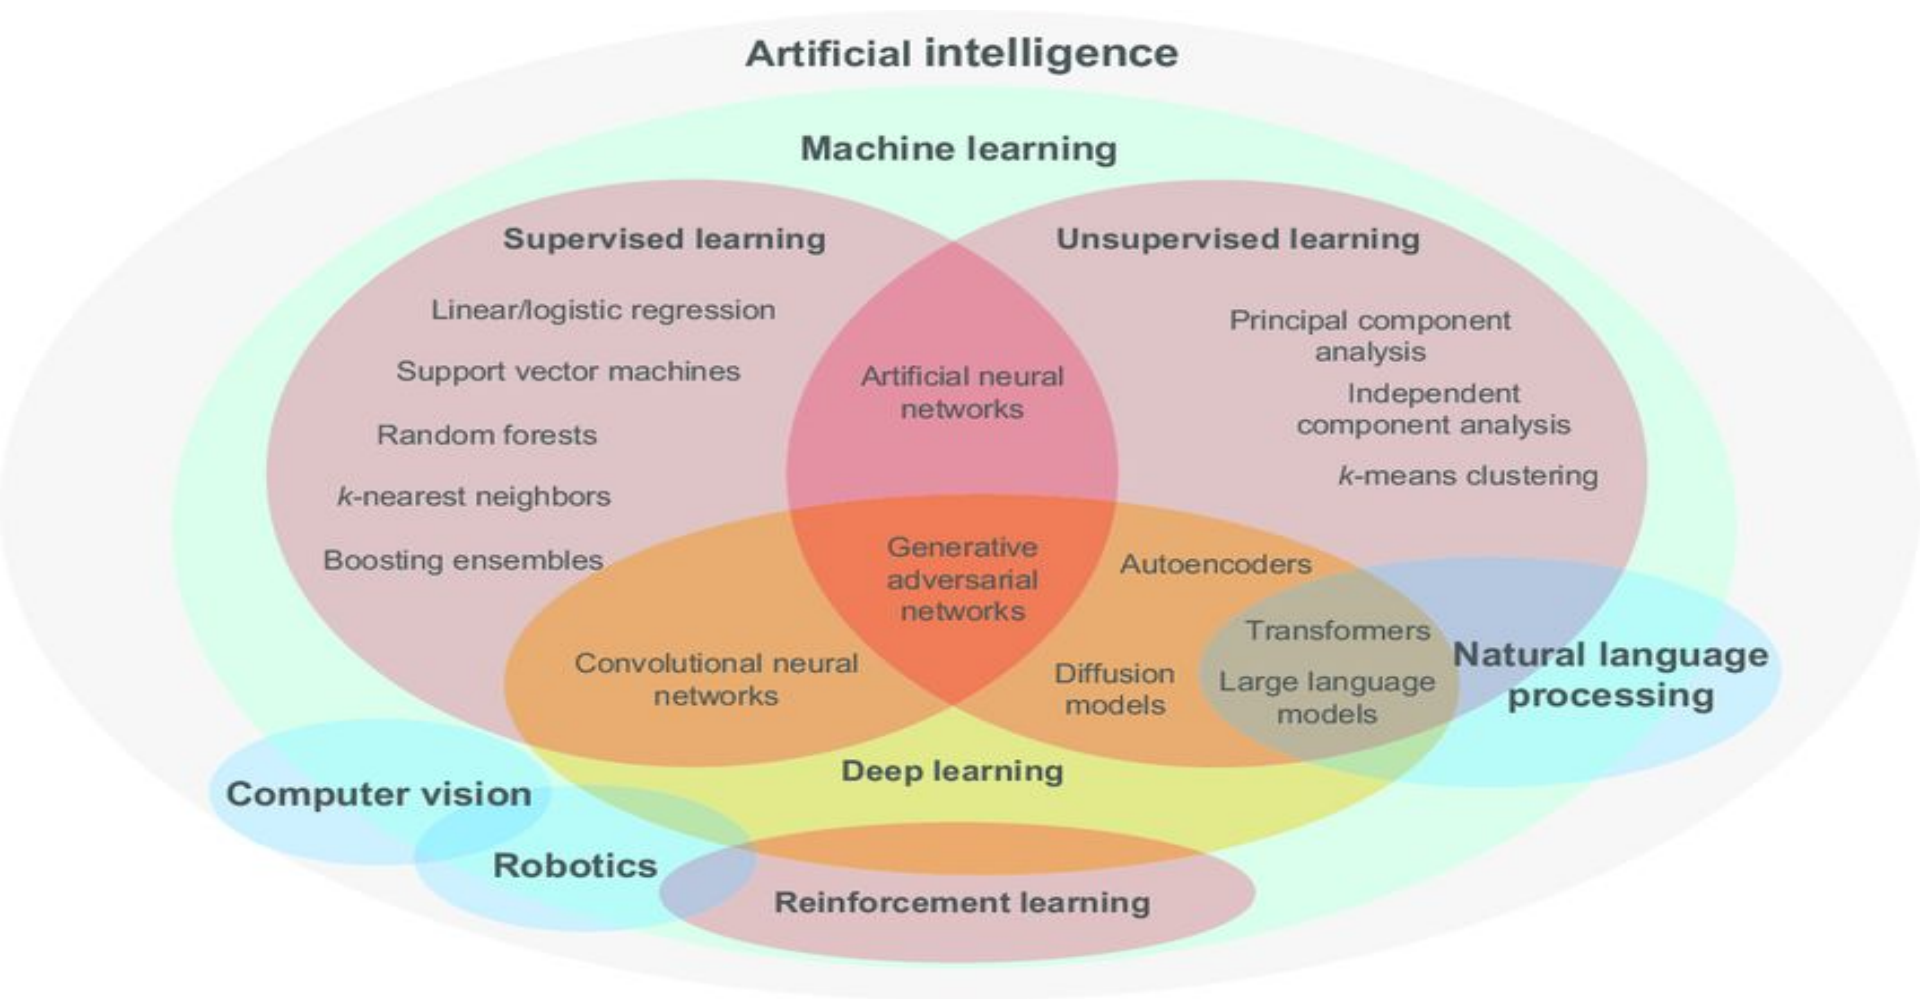 Artificial intelligence
Machine learning
Supervised learning
Linear/logistic regression
Support vector machines
Random forests
k-nearest neighbors
Boosting ensembles
Unsupervised learning
Principal component
analysis
Independent
component analysis
k-means clustering
Artificial neural
networks
Generative
adversarial
networks
Convolutional neural
networks
Autoencoders
Diffusion
models
Transformers
Large language
models
Natural language
processing
Deep learning
Computer vision
Robotics
Reinforcement learning